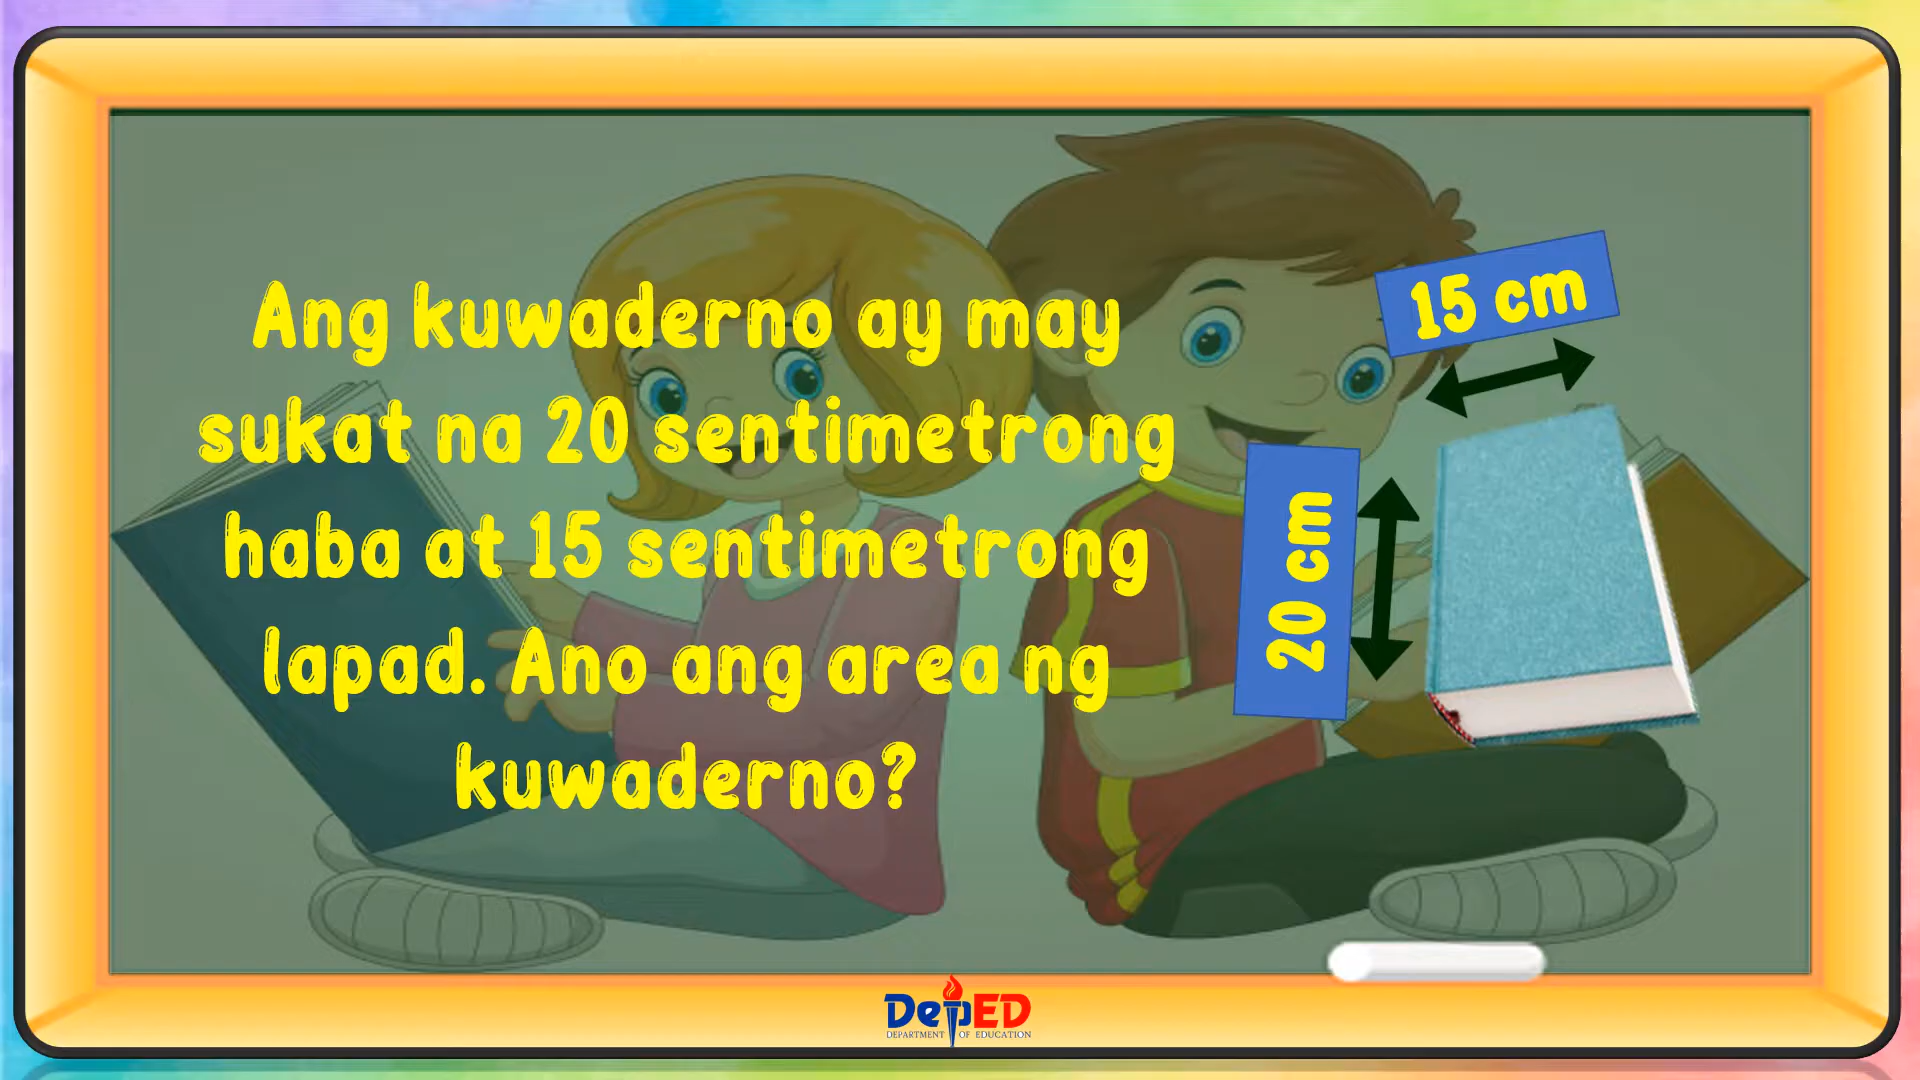 Ang kuwaderno ay may
sukat na 20 sentimetrong
haba at 15 sentimetrong
lapad. Ano ang area ng
kuwaderno?
15 cm
20 cm
DepED
DEPARTMENT OF EDUCATION